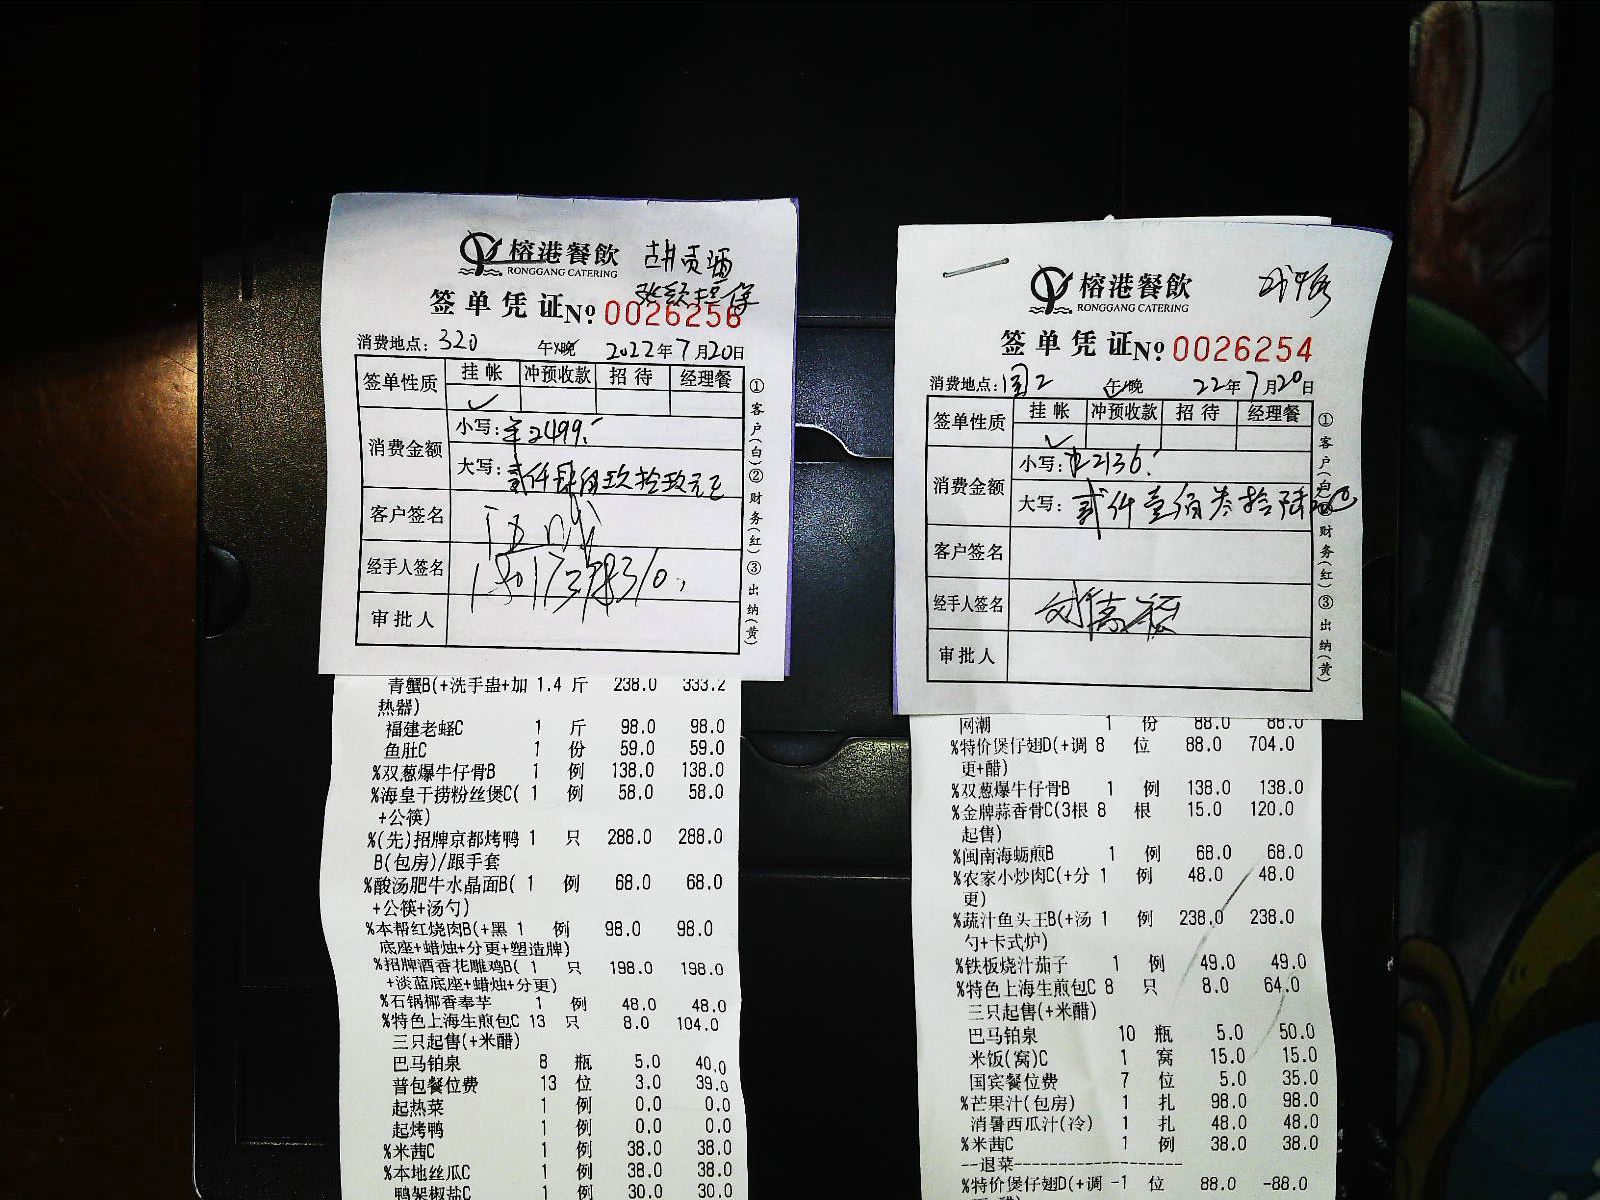 榕港餐飲
RONGGANG CATERING
签单凭证 № 0026256
消费地点: 320 午/晚 2022年7月20日
签单性质 挂帐 冲预收款 招待 经理餐
消费金额
小写: ¥2499.
大写: 贰仟肆佰玖拾玖元正
客户签名
经手人签名
审批人
①客户(白)②财务(红)③出纳(黄)
青蟹B(+洗手盅+加 1.4 斤 238.0 333.2
热器)
福建老蛏C 1 斤 98.0 98.0
鱼肚C 1 份 59.0 59.0
%双葱爆牛仔骨B 1 例 138.0 138.0
%海皇干捞粉丝煲C( 1 例 58.0 58.0
+公筷)
%(先)招牌京都烤鸭 1 只 288.0 288.0
B(包房)/跟手套
%酸汤肥牛水晶面B( 1 例 68.0 68.0
+公筷+汤勺)
%本帮红烧肉B(+黑 1 例 98.0 98.0
底座+蜡烛+分更+塑造牌)
%招牌酒香花雕鸡B( 1 只 198.0 198.0
+淡蓝底座+蜡烛+分更)
%石锅椰香奉芋 1 例 48.0 48.0
%特色上海生煎包C 13 只 8.0 104.0
三只起售(+米醋)
巴马铂泉 8 瓶 5.0 40.0
普包餐位费 13 位 3.0 39.0
起热菜 1 例 0.0 0.0
起烤鸭 1 例 0.0 0.0
%米茜C 1 例 38.0 38.0
%本地丝瓜C 1 例 38.0 38.0
鸭架椒盐C 1 例 30.0 30.0
榕港餐飲
RONGGANG CATERING
签单凭证 № 0026254
消费地点: 国2 午/晚 22年7月20日
签单性质 挂帐 冲预收款 招待 经理餐
消费金额
小写: ¥2136.
大写: 贰仟壹佰叁拾陆元正
客户签名
经手人签名
审批人
①客户(白)②财务(红)③出纳(黄)
网潮 1 份 88.0 88.0
%特价煲仔翅D(+调 8 位 88.0 704.0
更+醋)
%双葱爆牛仔骨B 1 例 138.0 138.0
%金牌蒜香骨C(3根 8 根 15.0 120.0
起售)
%闽南海蛎煎B 1 例 68.0 68.0
%农家小炒肉C(+分 1 例 48.0 48.0
更)
%蔬汁鱼头王B(+汤 1 例 238.0 238.0
勺+卡式炉)
%铁板烧汁茄子 1 例 49.0 49.0
%特色上海生煎包C 8 只 8.0 64.0
三只起售(+米醋)
巴马铂泉 10 瓶 5.0 50.0
米饭(窝)C 1 窝 15.0 15.0
国宾餐位费 7 位 5.0 35.0
%芒果汁(包房) 1 扎 98.0 98.0
消暑西瓜汁(冷) 1 扎 48.0 48.0
%米茜C 1 例 38.0 38.0
--退菜--------------------
%特价煲仔翅D(+调 -1 位 88.0 -88.0